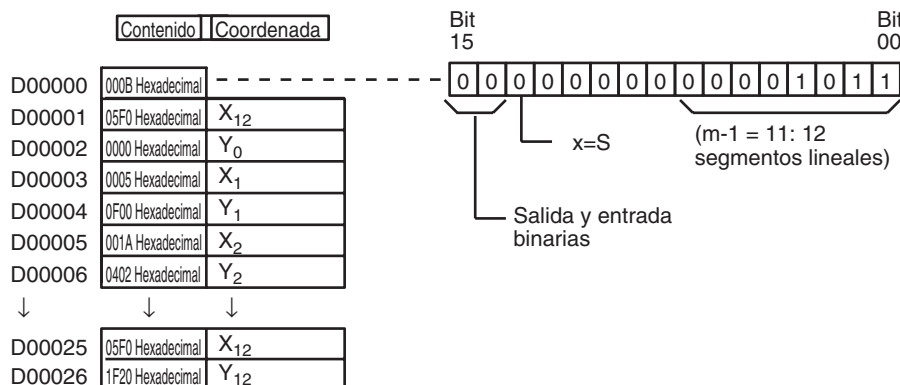 Contenido Coordenada
Bit 15
Bit 00
D00000 000B Hexadecimal
0 0 0 0 0 0 0 0 0 0 0 0 1 0 1 1
D00001 05F0 Hexadecimal X12
D00002 0000 Hexadecimal Y0
D00003 0005 Hexadecimal X1
D00004 0F00 Hexadecimal Y1
D00005 001A Hexadecimal X2
D00006 0402 Hexadecimal Y2
↓ ↓ ↓
D00025 05F0 Hexadecimal X12
D00026 1F20 Hexadecimal Y12
x=S
(m-1 = 11: 12
segmentos lineales)
Salida y entrada
binarias